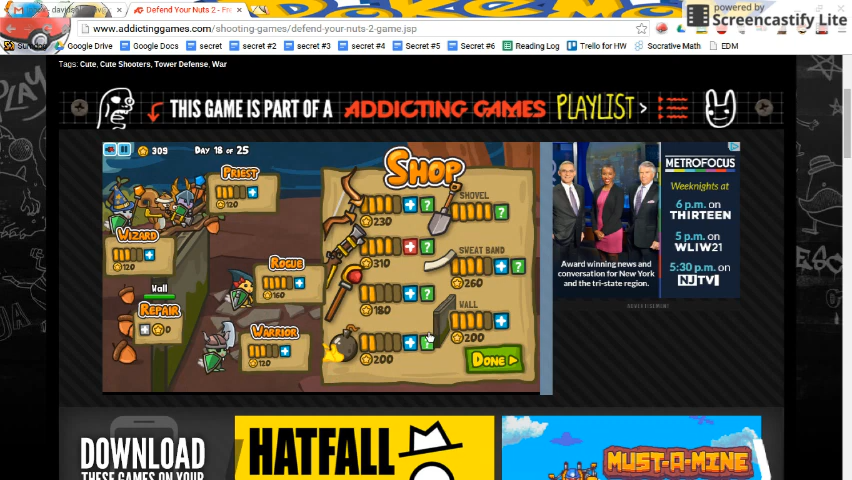 powered by
Screencastify Lite
Defend Your Nuts 2 - Fre
www.addictinggames.com/shooting-games/defend-your-nuts-2-game.jsp
Google Drive
Google Docs
secret
secret #2
secret #3
secret #4
Secret #5
Secret #6
Reading Log
Trello for HW
Socrative Math
EDM
Tags: Cute, Cute Shooters, Tower Defense, War
THIS GAME IS PART OF A ADDICTING GAMES PLAYLIST >
309
DAY 18 OF 25
SHOP
PRIEST
120
WIZARD
120
ROGUE
160
WALL
REPAIR
0
WARRIOR
120
230
310
180
200
SHOVEL
SWEAT BAND
260
WALL
200
DONE
METROFOCUS
Weeknights at
6 p.m. on
THIRTEEN
5 p.m. on
WLIW21
5:30 p.m. on
NJTV
Award winning news and
conversation for New York
and the tri-state region.
ADVERTISEMENT
DOWNLOAD
THESE GAMES ON YOUR
HATFALL
MUST-A-MINE